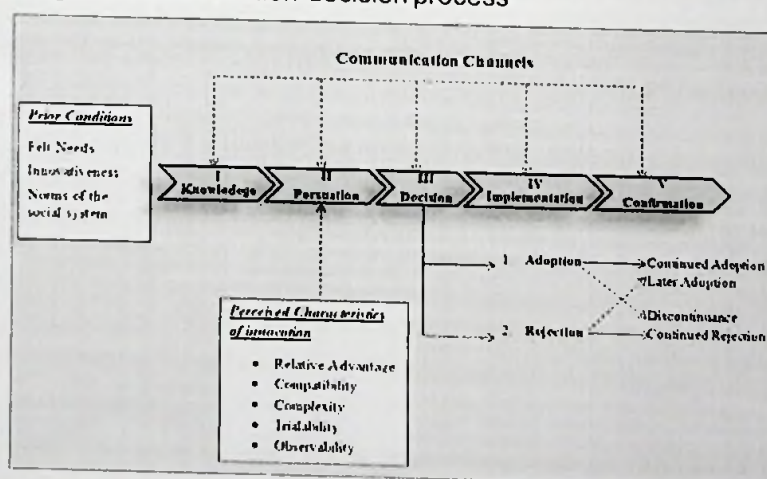 decision process
Communication Channels
Prior Conditions
Felt Needs
Innovativeness
Norms of the
social system
I
Knowledege
II
Persuation
III
Decision
IV
Implementation
V
Confirmation
1 Adoption
Continued Adoption
Later Adoption
Discontinuance
2 Rejection
Continued Rejection
Perceived Characteristics
of innovation
• Relative Advantage
• Compatibility
• Complexity
• Trialability
• Observability